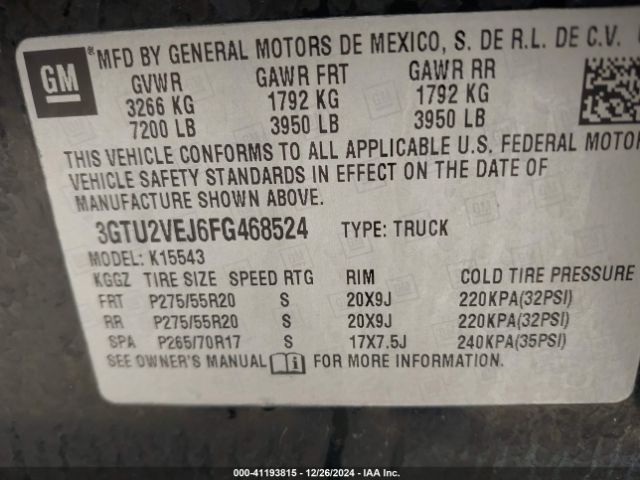 GM
® MFD BY GENERAL MOTORS DE MEXICO, S. DE R.L. DE C.V.
GVWR GAWR FRT GAWR RR
3266 KG 1792 KG 1792 KG
7200 LB 3950 LB 3950 LB
THIS VEHICLE CONFORMS TO ALL APPLICABLE U.S. FEDERAL MOTOR
VEHICLE SAFETY STANDARDS IN EFFECT ON THE DATE OF
MANUFACTURE SHOWN ABOVE.
3GTU2VEJ6FG468524 TYPE: TRUCK
MODEL: K15543
KGGZ TIRE SIZE SPEED RTG RIM COLD TIRE PRESSURE
FRT P275/55R20 S 20X9J 220KPA(32PSI)
RR P275/55R20 S 20X9J 220KPA(32PSI)
SPA P265/70R17 S 17X7.5J 240KPA(35PSI)
SEE OWNER'S MANUAL i FOR MORE INFORMATION.
000-41193815 - 12/26/2024 - IAA Inc.